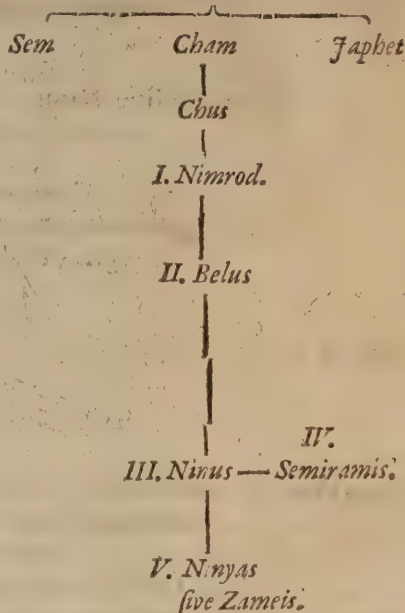 Sem Cham Japhet
Chus
I. Nimrod.
II. Belus
IV.
III. Ninus — Semiramis.
V. Ninyas
sive Zameis.